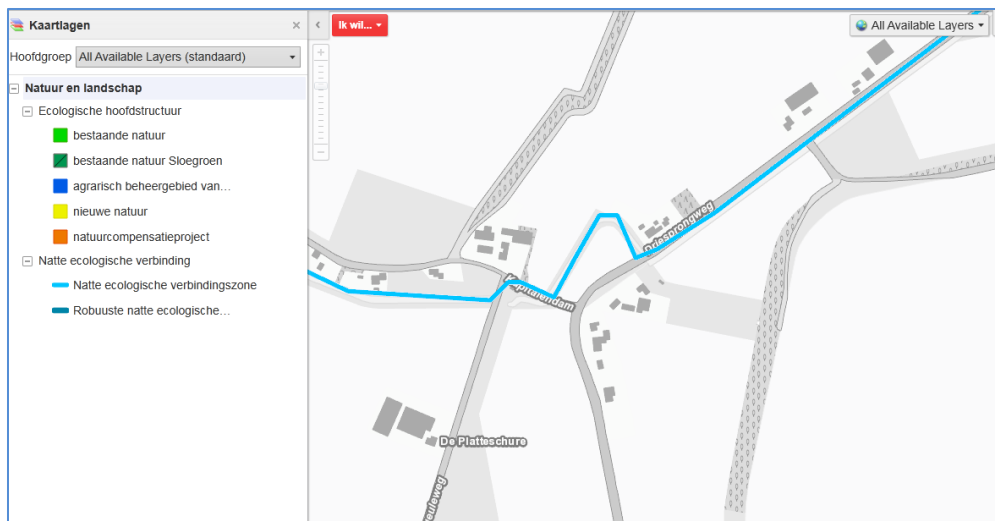 Kaartlagen
Hoofdgroep All Available Layers (standaard)
Natuur en landschap
Ecologische hoofdstructuur
bestaande natuur
bestaande natuur Sloegroen
agrarisch beheergebied van...
nieuwe natuur
natuurcompensatieproject
Natte ecologische verbinding
Natte ecologische verbindingszone
Robuuste natte ecologische...
Ik wil...
All Available Layers
Driesprongweg
De Platteschure